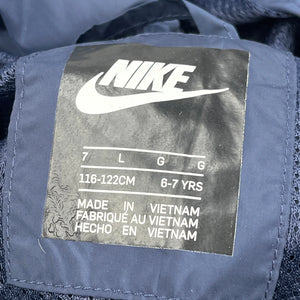 NIKE
7 L G G
116-122CM 6-7 YRS
MADE IN VIETNAM
FABRIQUÉ AU VIETNAM
HECHO EN VIETNAM